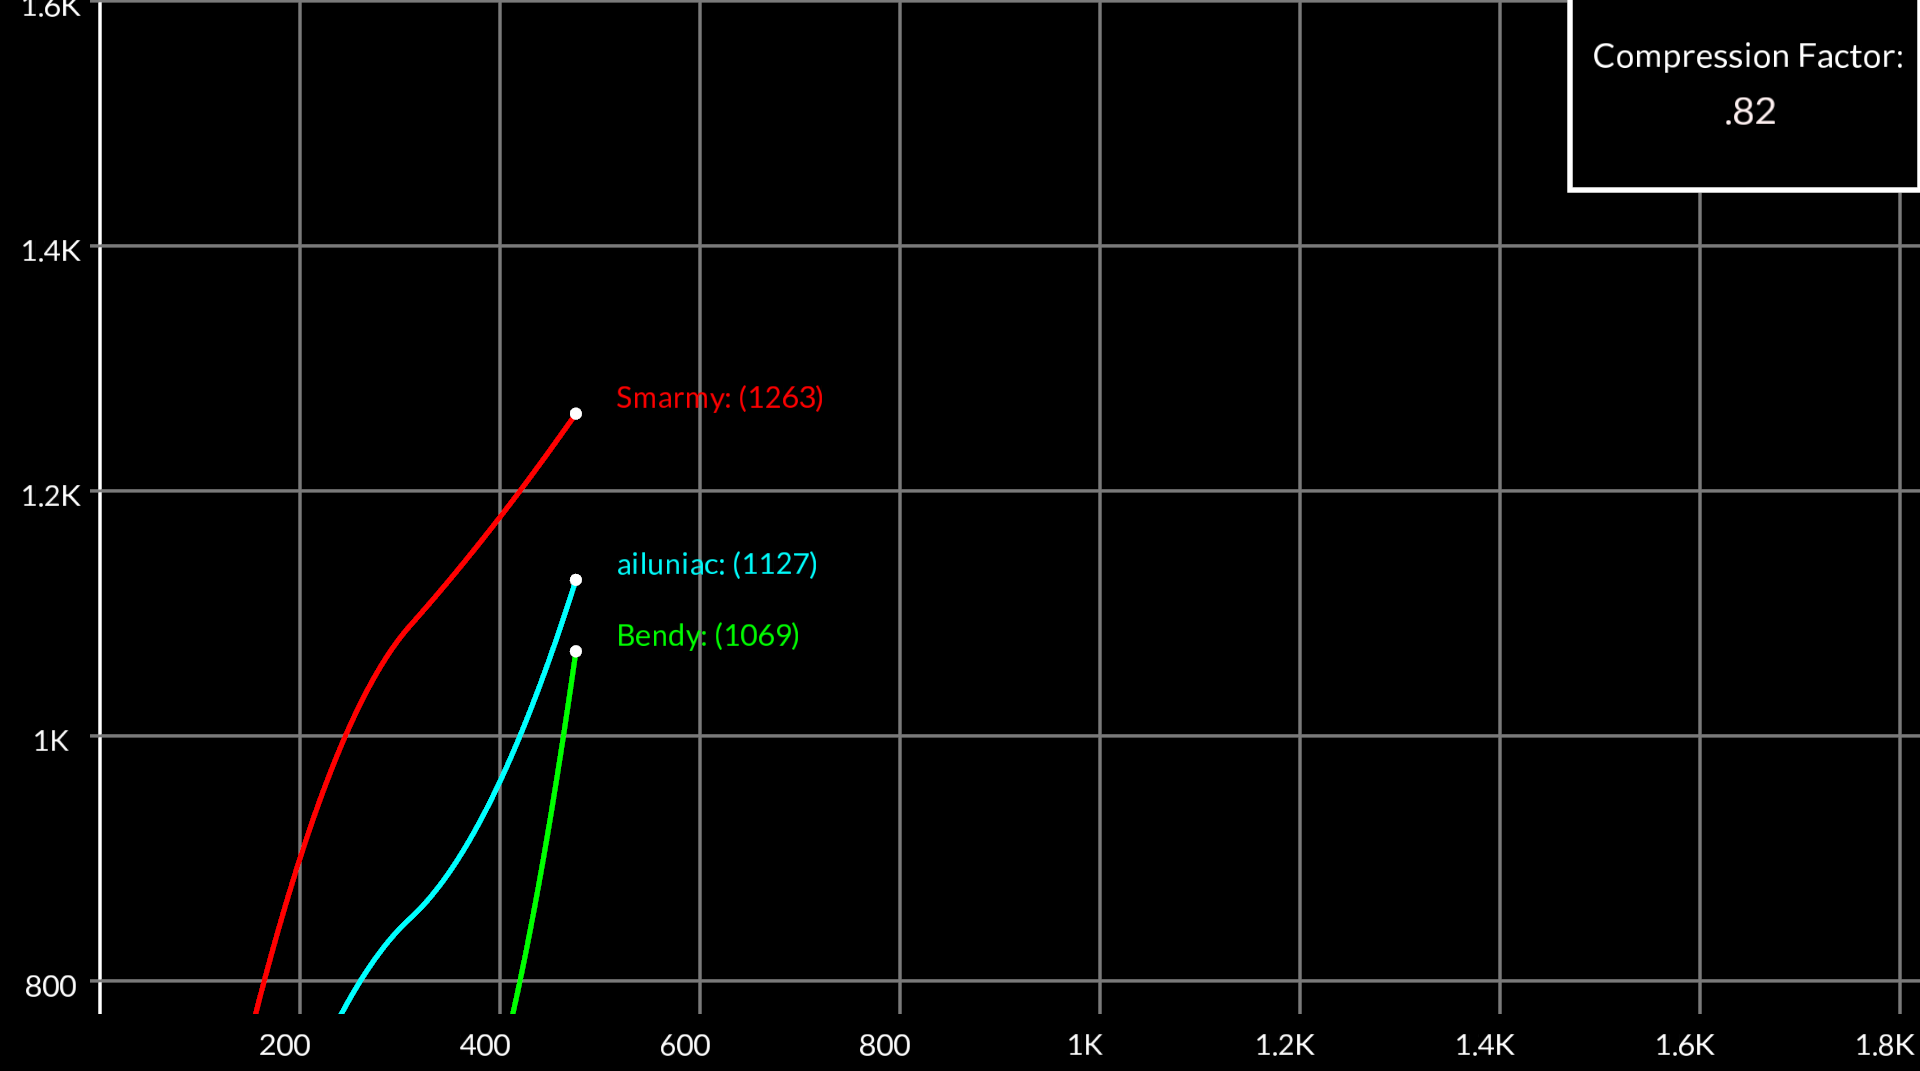 1.6K
Compression Factor:
.82
1.4K
Smarmy: (1263)
1.2K
ailuniac: (1127)
Bendy: (1069)
1K
800
200 400 600 800 1K 1.2K 1.4K 1.6K 1.8K